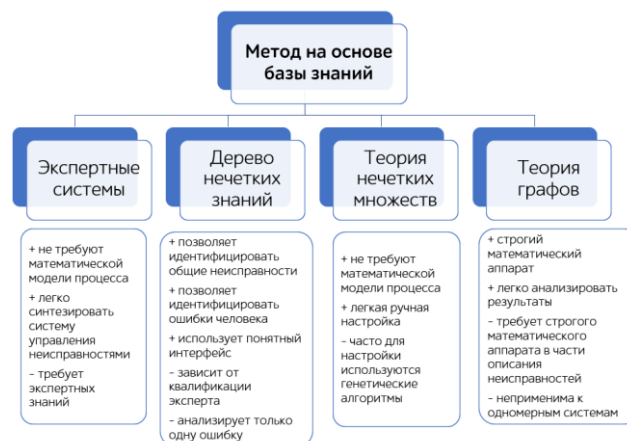 Метод на основе
базы знаний
Экспертные
системы
Дерево
нечетких
знаний
Теория
нечетких
множеств
Теория
графов
+ не требуют
математической
модели процесса
+ легко
синтезировать
систему
управления
неисправностями
– требует
экспертных
знаний
+ позволяет
идентифицировать
общие неисправности
+ позволяет
идентифицировать
ошибки человека
+ использует понятный
интерфейс
– зависит от
квалификации
эксперта
– анализирует только
одну ошибку
+ не требуют
математической
модели процесса
+ легкая ручная
настройка
– часто для
настройки
используются
генетические
алгоритмы
+ строгий
математический
аппарат
+ легко анализировать
результаты
– требует строгого
математического
аппарата в части
описания
неисправностей
– неприменима к
одномерным системам